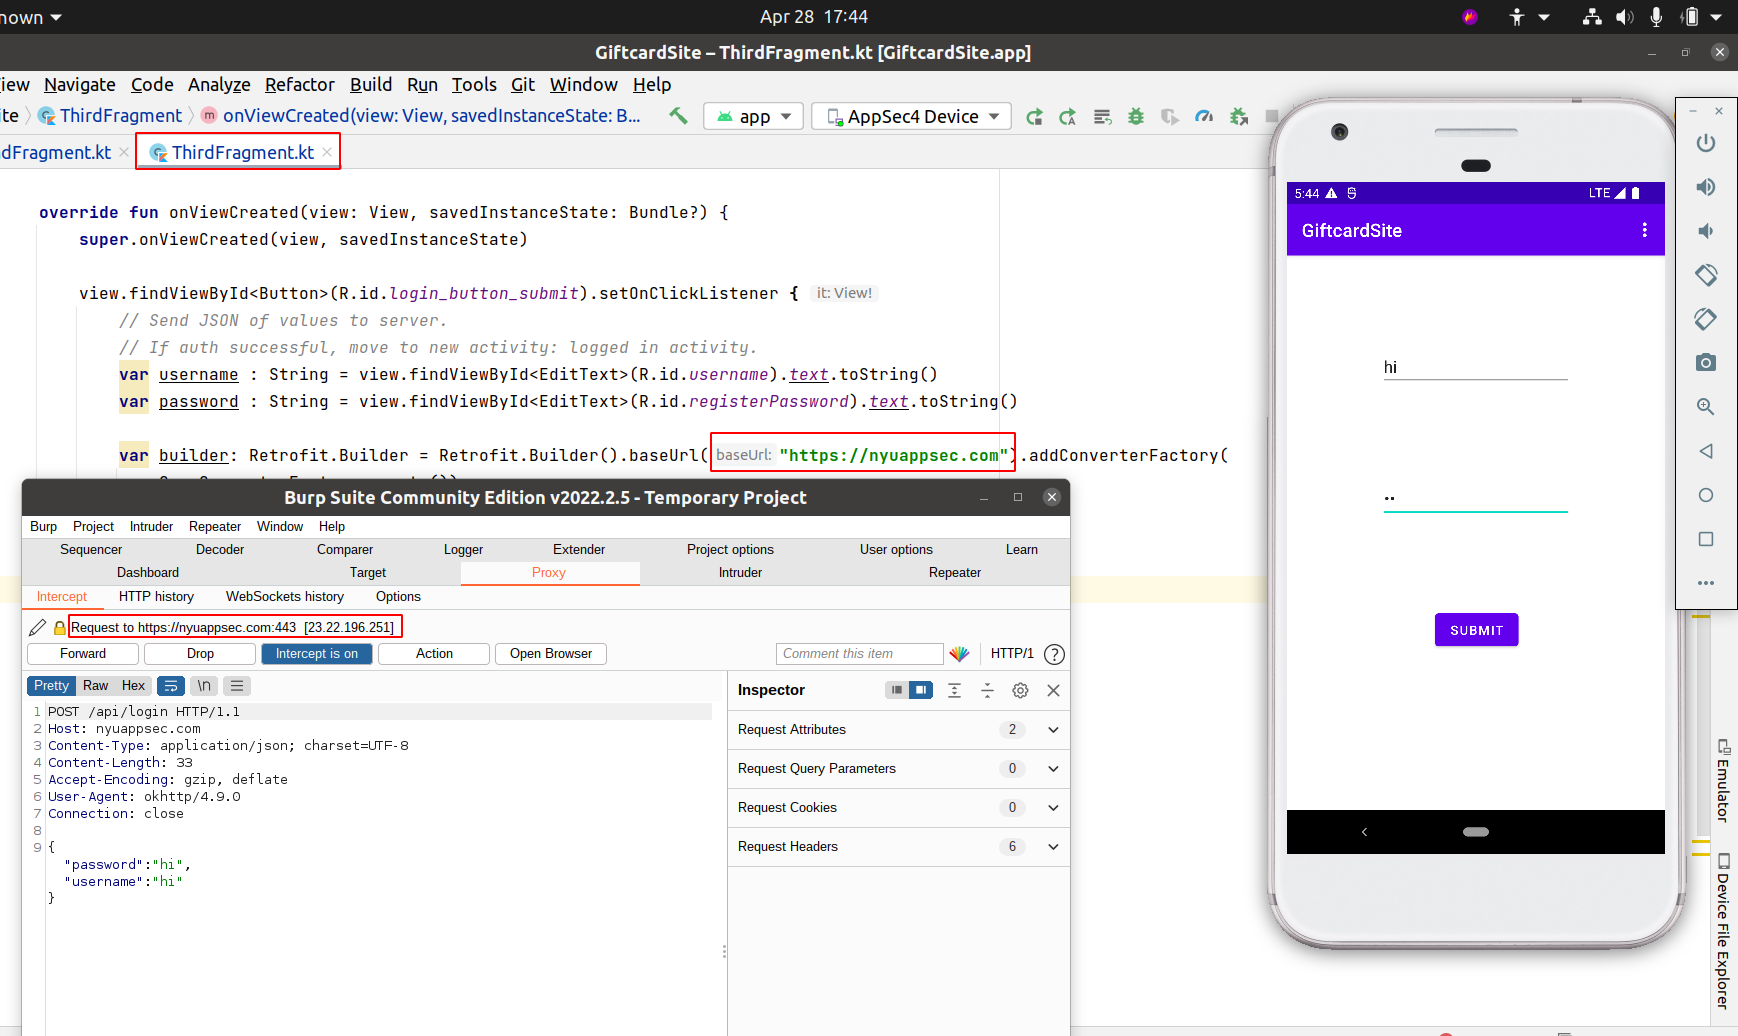 nown
Apr 28 17:44
GiftcardSite – ThirdFragment.kt [GiftcardSite.app]
iew Navigate Code Analyze Refactor Build Run Tools Git Window Help
ite ThirdFragment m onViewCreated(view: View, savedInstanceState: B... app AppSec4 Device
dFragment.kt ThirdFragment.kt
override fun onViewCreated(view: View, savedInstanceState: Bundle?) {
super.onViewCreated(view, savedInstanceState)
view.findViewById<Button>(R.id.login_button_submit).setOnClickListener { it: View!
// Send JSON of values to server.
// If auth successful, move to new activity: logged in activity.
var username : String = view.findViewById<EditText>(R.id.username).text.toString()
var password : String = view.findViewById<EditText>(R.id.registerPassword).text.toString()
var builder: Retrofit.Builder = Retrofit.Builder().baseUrl( baseUrl: "https://nyuappsec.com").addConverterFactory(
Burp Suite Community Edition v2022.2.5 - Temporary Project
Burp Project Intruder Repeater Window Help
Sequencer Decoder Comparer Logger Extender Project options User options Learn
Dashboard Target Proxy Intruder Repeater
Intercept HTTP history WebSockets history Options
Request to https://nyuappsec.com:443 [23.22.196.251]
Forward Drop Intercept is on Action Open Browser Comment this item HTTP/1 ?
Pretty Raw Hex \n
1 POST /api/login HTTP/1.1
2 Host: nyuappsec.com
3 Content-Type: application/json; charset=UTF-8
4 Content-Length: 33
5 Accept-Encoding: gzip, deflate
6 User-Agent: okhttp/4.9.0
7 Connection: close
8
9 {
"password":"hi",
"username":"hi"
}
Inspector
Request Attributes 2
Request Query Parameters 0
Request Cookies 0
Request Headers 6
5:44 LTE
GiftcardSite
hi
••
SUBMIT
Emulator
Device File Explorer